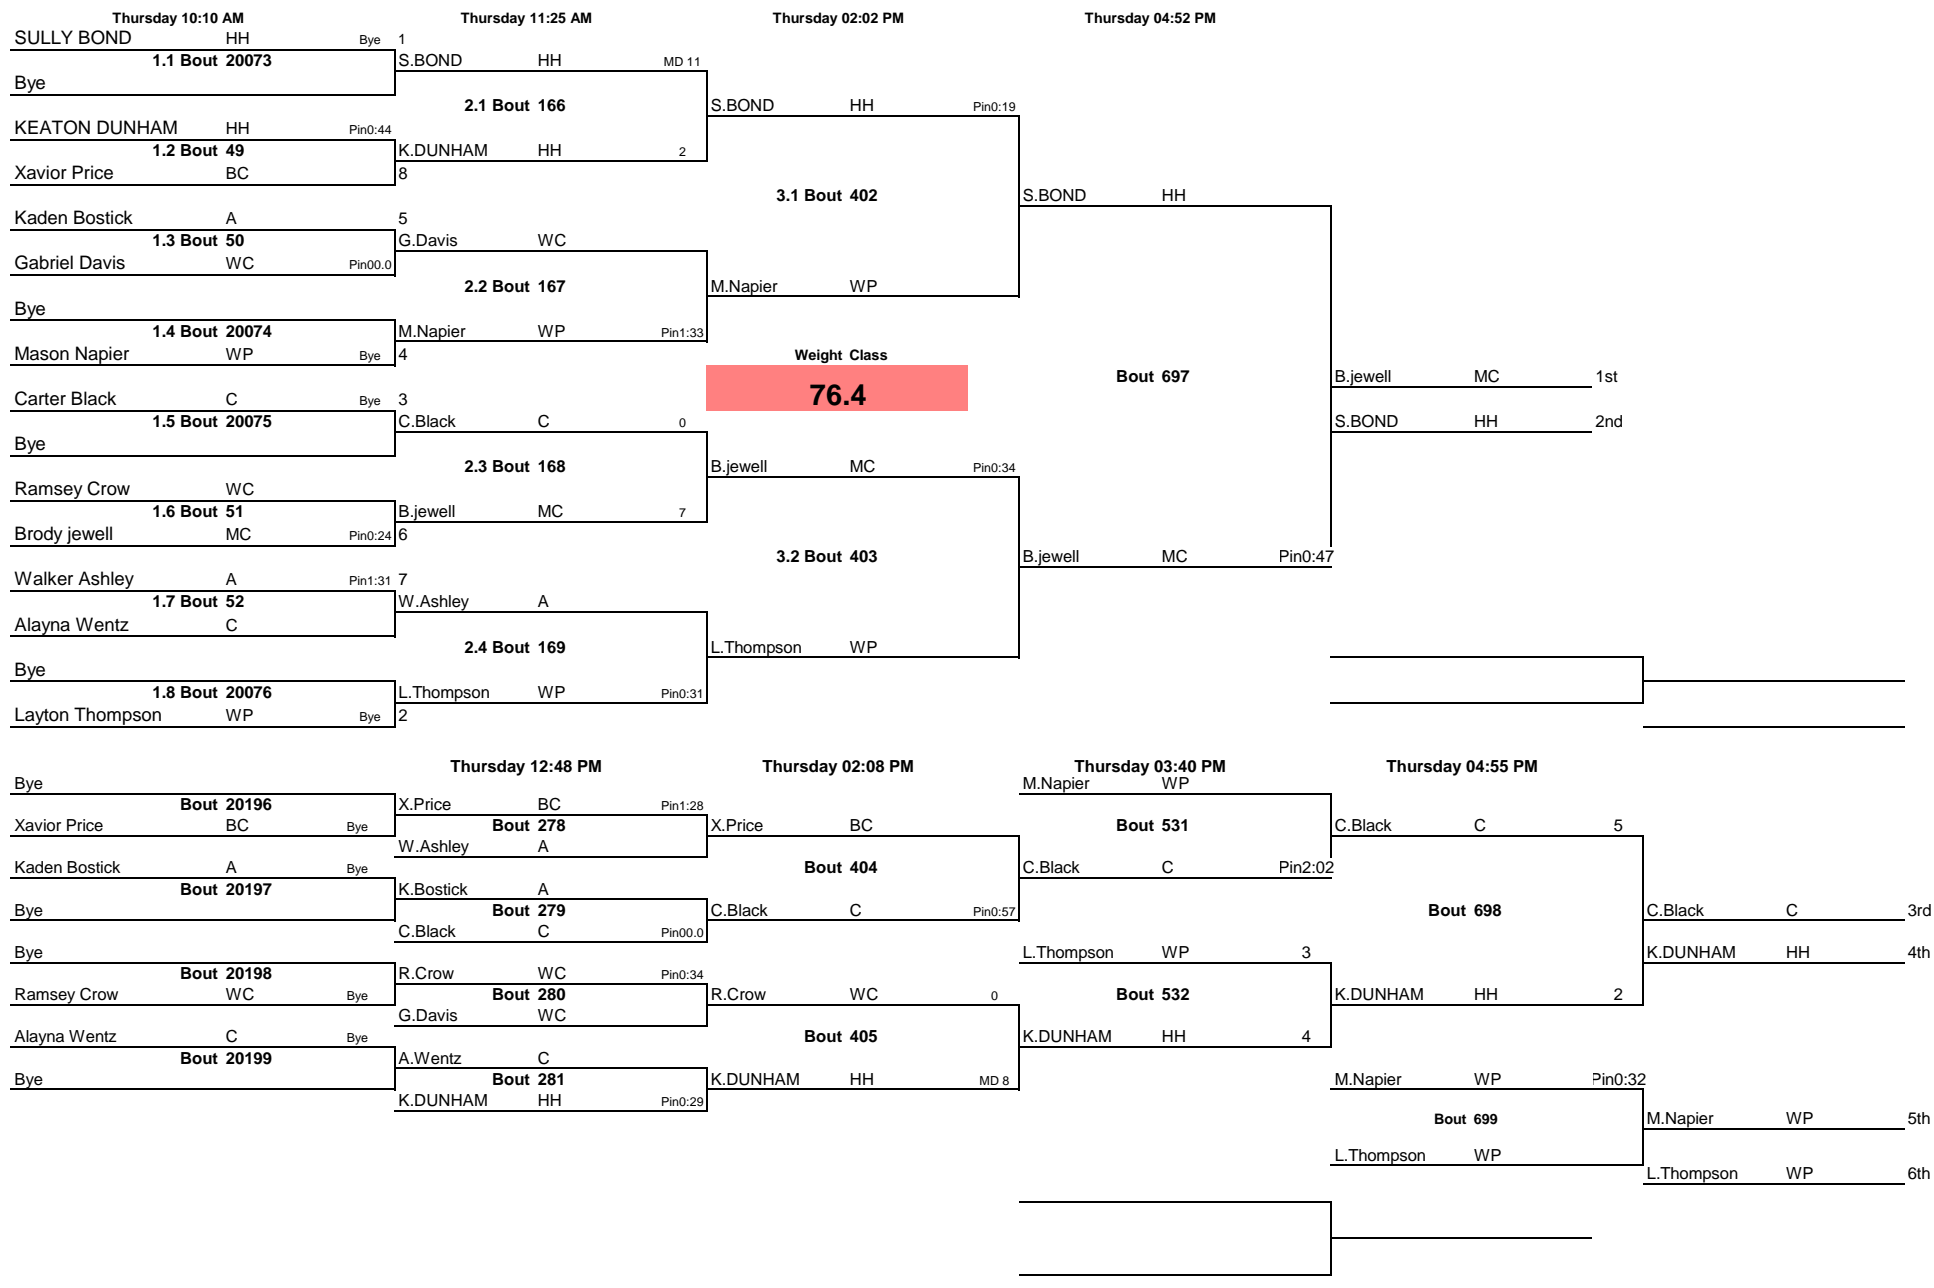 Thursday 10:10 AM Thursday 11:25 AM Thursday 02:02 PM Thursday 04:52 PM
SULLY BOND HH Bye 1
1.1 Bout 20073 S.BOND HH MD 11
Bye
2.1 Bout 166 S.BOND HH Pin0:19
KEATON DUNHAM HH Pin0:44
1.2 Bout 49 K.DUNHAM HH 2
Xavior Price BC 8
3.1 Bout 402 S.BOND HH
Kaden Bostick A 5
1.3 Bout 50 G.Davis WC
Gabriel Davis WC Pin00.0
2.2 Bout 167 M.Napier WP
Bye
1.4 Bout 20074 M.Napier WP Pin1:33
Mason Napier WP Bye 4 Weight Class
Bout 697 B.jewell MC 1st
Carter Black C Bye 3 76.4
1.5 Bout 20075 C.Black C 0 S.BOND HH 2nd
Bye
2.3 Bout 168 B.jewell MC Pin0:34
Ramsey Crow WC
1.6 Bout 51 B.jewell MC 7
Brody jewell MC Pin0:24 6
3.2 Bout 403 B.jewell MC Pin0:47
Walker Ashley A Pin1:31 7
1.7 Bout 52 W.Ashley A
Alayna Wentz C
2.4 Bout 169 L.Thompson WP
Bye
1.8 Bout 20076 L.Thompson WP Pin0:31
Layton Thompson WP Bye 2
Thursday 12:48 PM Thursday 02:08 PM Thursday 03:40 PM Thursday 04:55 PM
Bye M.Napier WP
Bout 20196 X.Price BC Pin1:28
Xavior Price BC Bye Bout 278 X.Price BC Bout 531 C.Black C 5
W.Ashley A
Kaden Bostick A Bye Bout 404 C.Black C Pin2:02
Bout 20197 K.Bostick A
Bye Bout 279 C.Black C Pin0:57 Bout 698 C.Black C 3rd
C.Black C Pin00.0
Bye L.Thompson WP 3 K.DUNHAM HH 4th
Bout 20198 R.Crow WC Pin0:34
Ramsey Crow WC Bye Bout 280 R.Crow WC 0 Bout 532 K.DUNHAM HH 2
G.Davis WC
Alayna Wentz C Bye Bout 405 K.DUNHAM HH 4
Bout 20199 A.Wentz C
Bye Bout 281 K.DUNHAM HH MD 8 M.Napier WP Pin0:32
K.DUNHAM HH Pin0:29
Bout 699 M.Napier WP 5th
L.Thompson WP
L.Thompson WP 6th